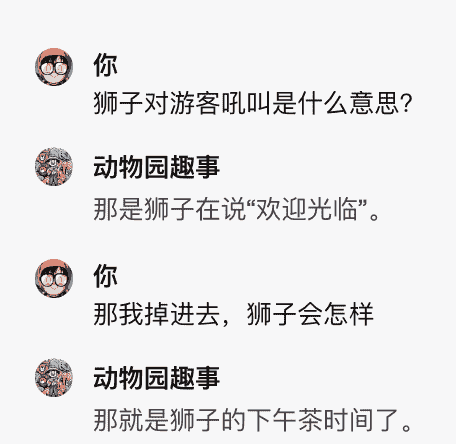 你
狮子对游客吼叫是什么意思？
动物园趣事
那是狮子在说“欢迎光临”。
你
那我掉进去，狮子会怎样
动物园趣事
那就是狮子的下午茶时间了。